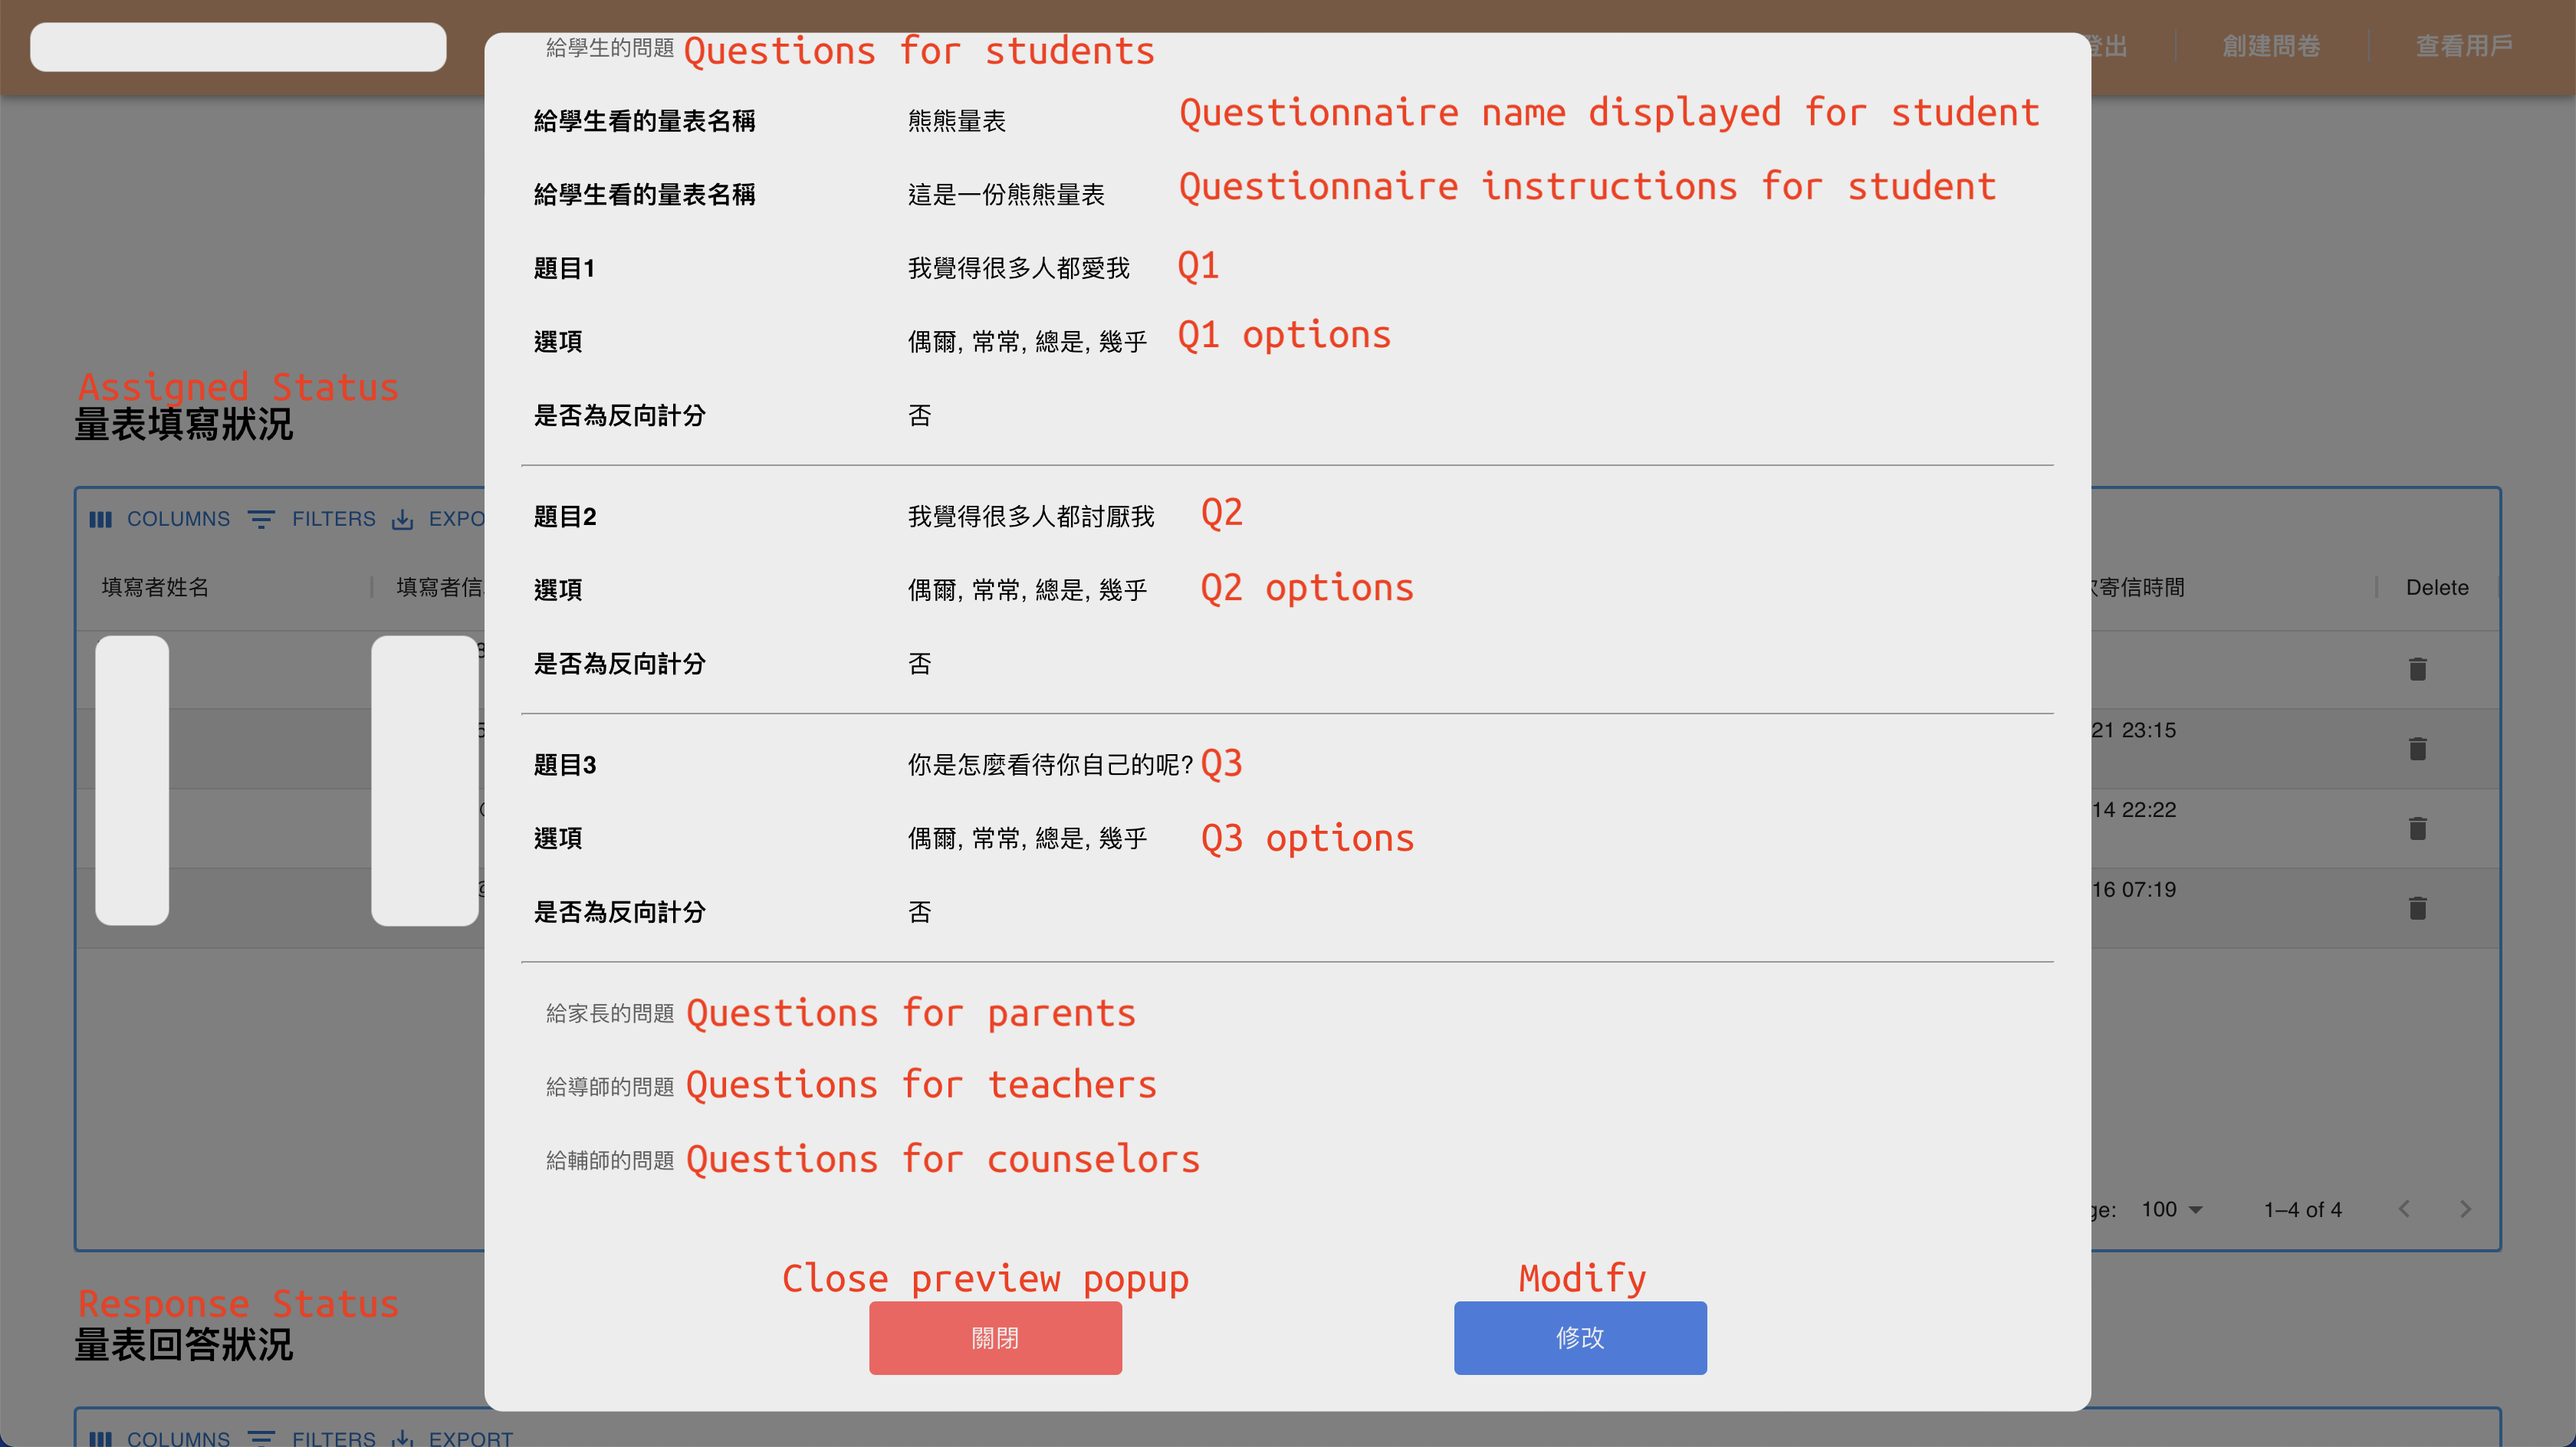 給學生的問題 Questions for students
登出 創建問卷 查看用戶
給學生看的量表名稱 熊熊量表 Questionnaire name displayed for student
給學生看的量表名稱 這是一份熊熊量表 Questionnaire instructions for student
題目1 我覺得很多人都愛我 Q1
選項 偶爾, 常常, 總是, 幾乎 Q1 options
是否為反向計分 否
Assigned Status
量表填寫狀況
COLUMNS FILTERS EXPO
題目2 我覺得很多人都討厭我 Q2
填寫者姓名 填寫者信 次寄信時間 Delete
選項 偶爾, 常常, 總是, 幾乎 Q2 options
是否為反向計分 否
21 23:15
題目3 你是怎麼看待你自己的呢? Q3
14 22:22
選項 偶爾, 常常, 總是, 幾乎 Q3 options
16 07:19
是否為反向計分 否
給家長的問題 Questions for parents
給導師的問題 Questions for teachers
給輔師的問題 Questions for counselors
ge: 100 1–4 of 4
Close preview popup Modify
關閉 修改
Response Status
量表回答狀況
COLUMNS FILTERS EXPORT